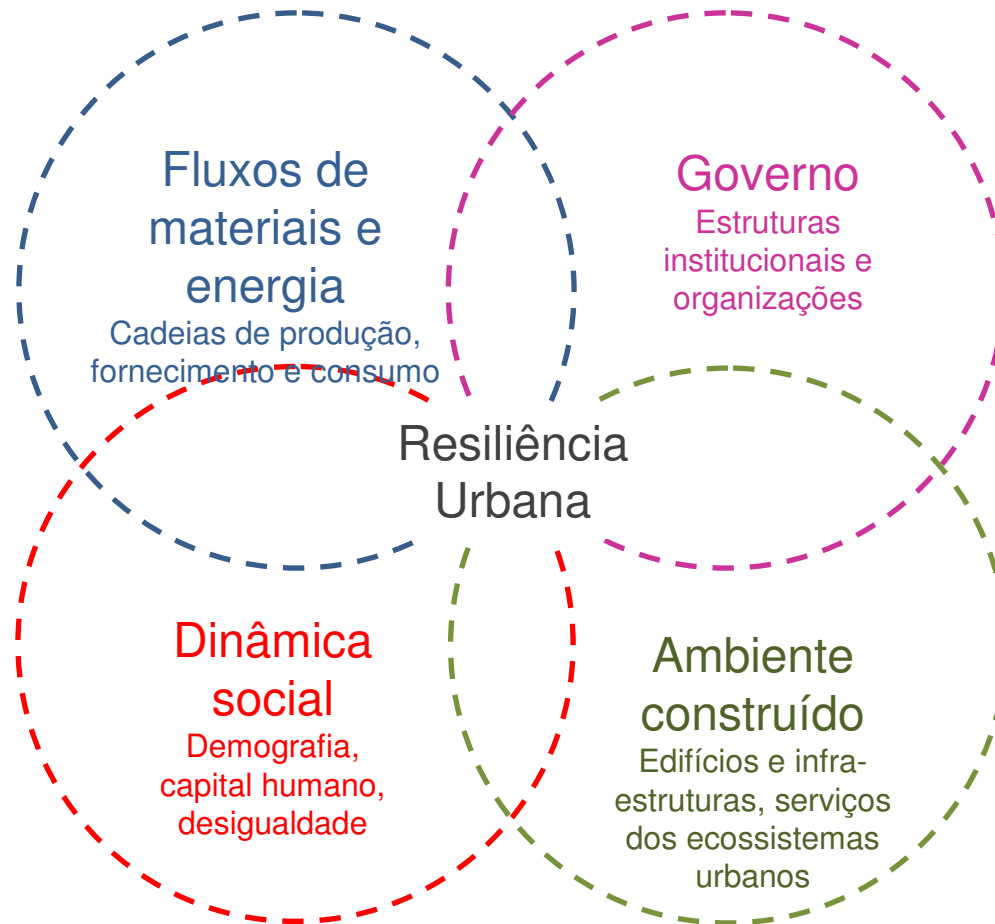 Fluxos de
materiais e
energia
Cadeias de produção,
fornecimento e consumo
Governo
Estruturas
institucionais e
organizações
Resiliência
Urbana
Dinâmica
social
Demografia,
capital humano,
desigualdade
Ambiente
construído
Edifícios e infra-
estruturas, serviços
dos ecossistemas
urbanos